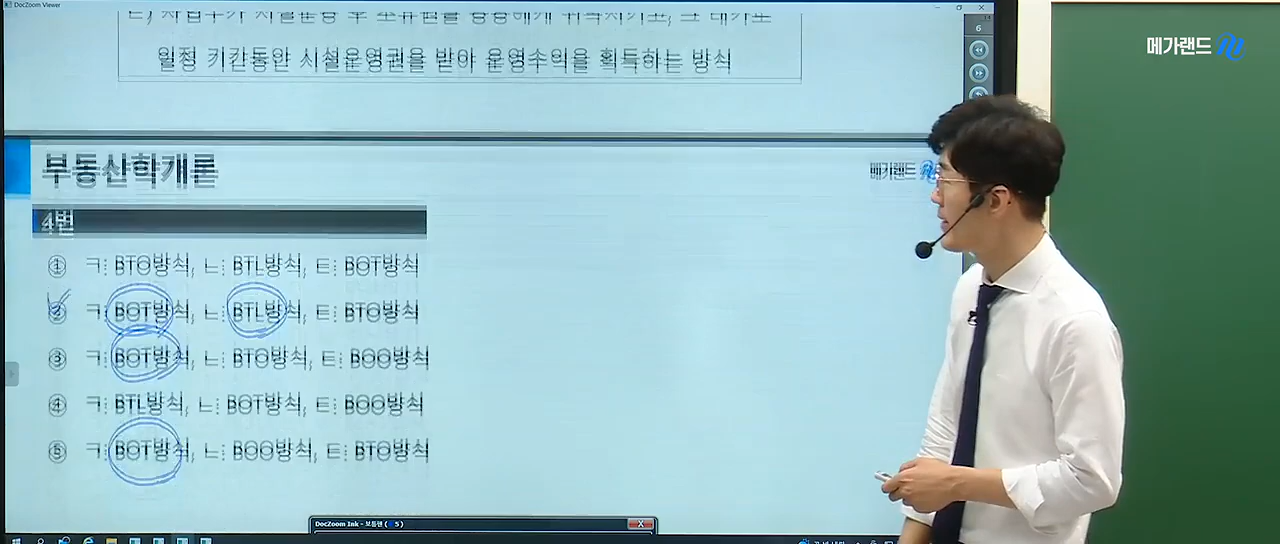 DocZoom Viewer
일정 기간동안 시설운영권을 받아 운영수익을 획득하는 방식
메가랜드
6
부동산학개론
메가랜드
4번
① ㄱ: BTO방식, ㄴ: BTL방식, ㄷ: BOT방식
② ㄱ: BOT방식, ㄴ: BTL방식, ㄷ: BTO방식
③ ㄱ: BOT방식, ㄴ: BTO방식, ㄷ: BOO방식
④ ㄱ: BTL방식, ㄴ: BOT방식, ㄷ: BOO방식
⑤ ㄱ: BOT방식, ㄴ: BOO방식, ㄷ: BTO방식
DocZoom Ink - 보통펜 ( 5)